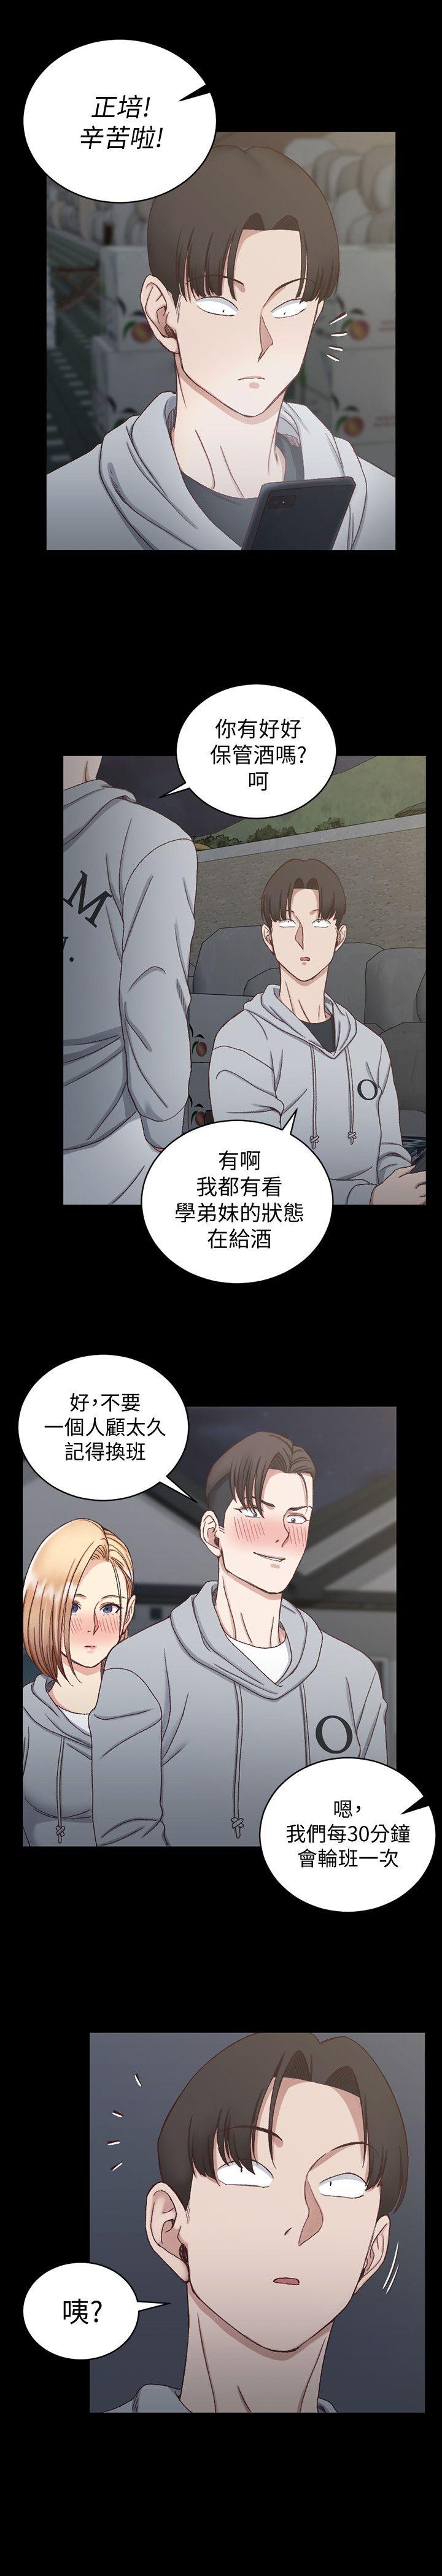 正培!
辛苦啦!
你有好好
保管酒嗎?
呵
M
W.
O
有啊
我都有看
學弟妹的狀態
在給酒
好，不要
一個人顧太久
記得換班
O
嗯，
我們每30分鐘
會輪班一次
咦?